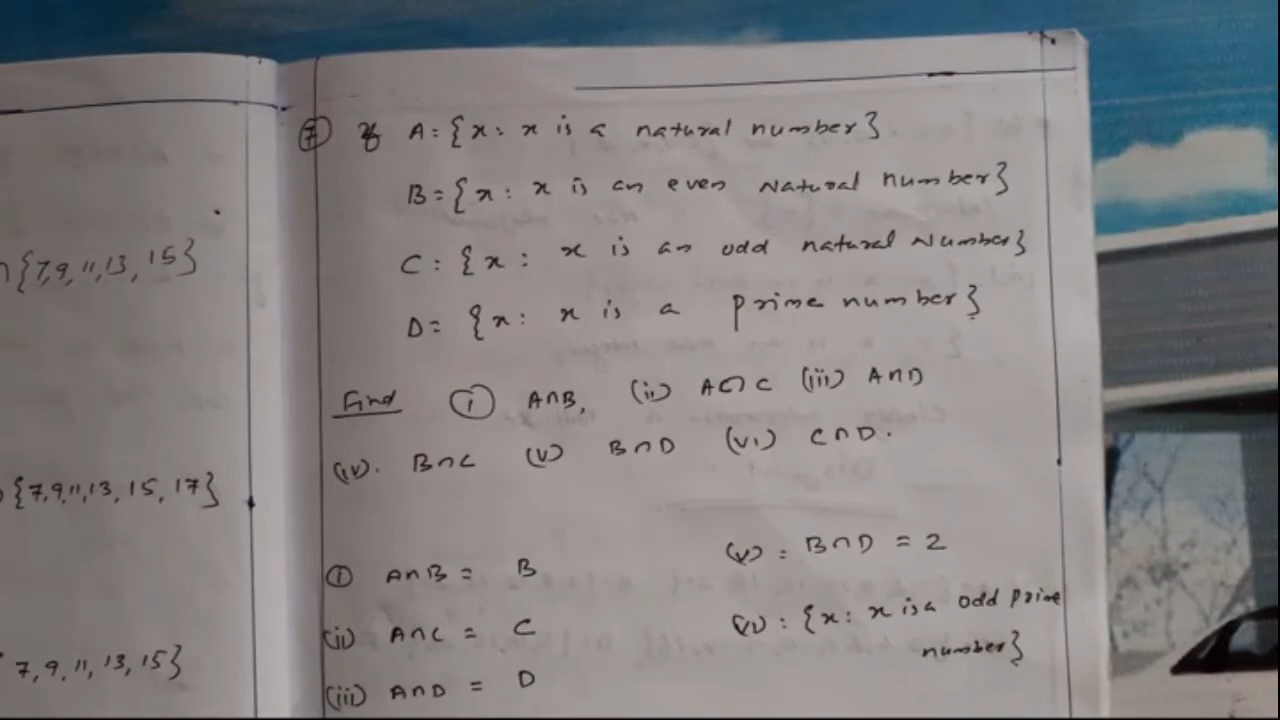 ∩{7,9,11,13, 15}
{7,9,11,13, 15, 17}
7, 9, 11, 13, 15}
⑦ If A={x: x is a natural number}
B={x: x is an even Natural number}
C: {x: x is an odd natural Number}
D= {x: x is a prime number}
Find ① A∩B, (ii) A∩C (iii) A∩D
(iv). B∩C (v) B∩D (vi) C∩D.
① A∩B = B
(ii) A∩C = C
(iii) A∩D = D
(v): B∩D = 2
(vi): {x: x is a odd prime
number}